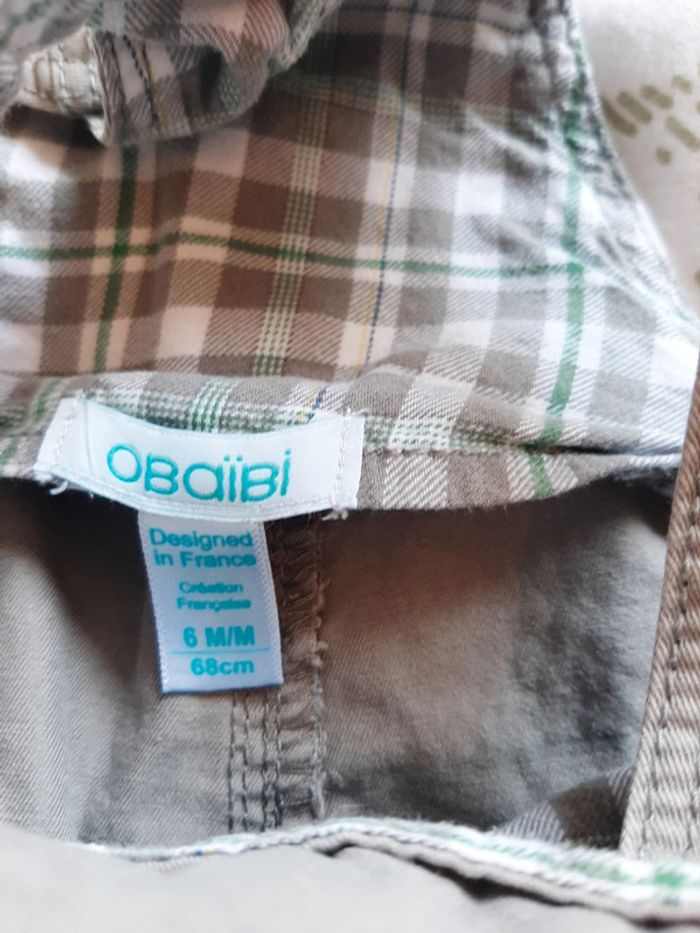 OBaïBi
Designed
in France
Création
Française
6 M/M
68cm